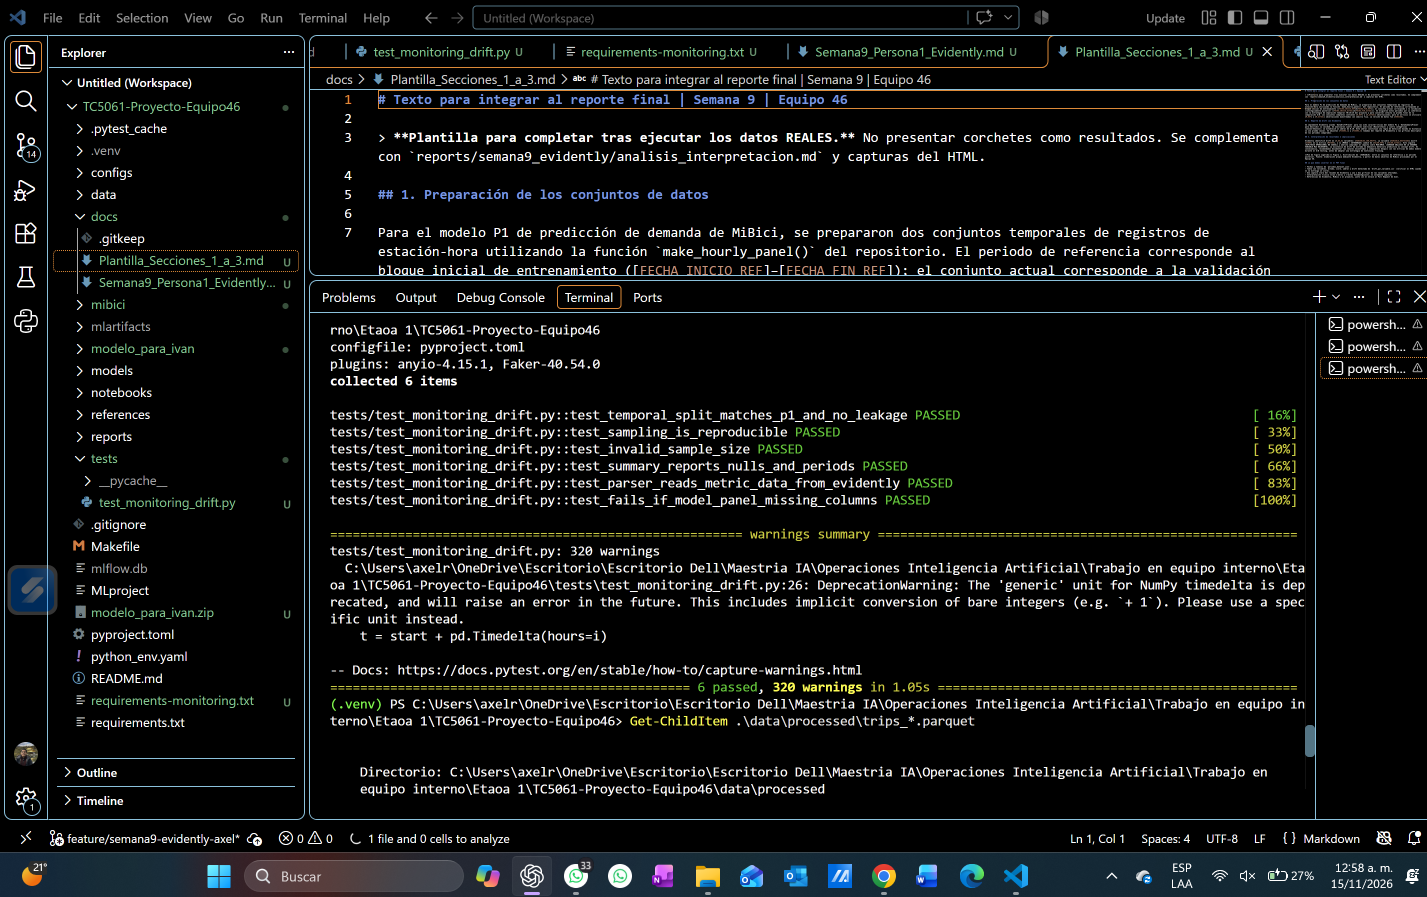 File Edit Selection View Go Run Terminal Help
Untitled (Workspace)
Update
Explorer
Untitled (Workspace)
TC5061-Proyecto-Equipo46
.pytest_cache
.venv
configs
data
docs
.gitkeep
Plantilla_Secciones_1_a_3.md U
Semana9_Persona1_Evidently... U
mibici
mlartifacts
modelo_para_ivan
models
notebooks
references
reports
tests
__pycache__
test_monitoring_drift.py U
.gitignore
Makefile
mlflow.db
MLproject
modelo_para_ivan.zip U
pyproject.toml
python_env.yaml
README.md
requirements-monitoring.txt U
requirements.txt
Outline
Timeline
14
1
test_monitoring_drift.py U requirements-monitoring.txt U Semana9_Persona1_Evidently.md U Plantilla_Secciones_1_a_3.md U
docs > Plantilla_Secciones_1_a_3.md > abc # Texto para integrar al reporte final | Semana 9 | Equipo 46
Text Editor
1 # Texto para integrar al reporte final | Semana 9 | Equipo 46
2
3 > **Plantilla para completar tras ejecutar los datos REALES.** No presentar corchetes como resultados. Se complementa
con `reports/semana9_evidently/analisis_interpretacion.md` y capturas del HTML.
4
5 ## 1. Preparación de los conjuntos de datos
6
7 Para el modelo P1 de predicción de demanda de MiBici, se prepararon dos conjuntos temporales de registros de
estación-hora utilizando la función `make_hourly_panel()` del repositorio. El periodo de referencia corresponde al
bloque inicial de entrenamiento ([FECHA_INICIO_REF]–[FECHA_FIN_REF]); el conjunto actual corresponde a la validación
Problems Output Debug Console Terminal Ports
powersh...
powersh...
powersh...
rno\Etaoa 1\TC5061-Proyecto-Equipo46
configfile: pyproject.toml
plugins: anyio-4.15.1, Faker-40.54.0
collected 6 items
tests/test_monitoring_drift.py::test_temporal_split_matches_p1_and_no_leakage PASSED [ 16%]
tests/test_monitoring_drift.py::test_sampling_is_reproducible PASSED [ 33%]
tests/test_monitoring_drift.py::test_invalid_sample_size PASSED [ 50%]
tests/test_monitoring_drift.py::test_summary_reports_nulls_and_periods PASSED [ 66%]
tests/test_monitoring_drift.py::test_parser_reads_metric_data_from_evidently PASSED [ 83%]
tests/test_monitoring_drift.py::test_fails_if_model_panel_missing_columns PASSED [100%]
======================================================= warnings summary ========================================================
tests/test_monitoring_drift.py: 320 warnings
C:\Users\axelr\OneDrive\Escritorio\Escritorio Dell\Maestria IA\Operaciones Inteligencia Artificial\Trabajo en equipo interno\Eta
oa 1\TC5061-Proyecto-Equipo46\tests\test_monitoring_drift.py:26: DeprecationWarning: The 'generic' unit for NumPy timedelta is dep
recated, and will raise an error in the future. This includes implicit conversion of bare integers (e.g. `+ 1`). Please use a spec
ific unit instead.
t = start + pd.Timedelta(hours=i)
-- Docs: https://docs.pytest.org/en/stable/how-to/capture-warnings.html
================================================ 6 passed, 320 warnings in 1.05s ================================================
(.venv) PS C:\Users\axelr\OneDrive\Escritorio\Escritorio Dell\Maestria IA\Operaciones Inteligencia Artificial\Trabajo en equipo in
terno\Etaoa 1\TC5061-Proyecto-Equipo46> Get-ChildItem .\data\processed\trips_*.parquet
Directorio: C:\Users\axelr\OneDrive\Escritorio\Escritorio Dell\Maestria IA\Operaciones Inteligencia Artificial\Trabajo en
equipo interno\Etaoa 1\TC5061-Proyecto-Equipo46\data\processed
feature/semana9-evidently-axel* 0 0 1 file and 0 cells to analyze
Ln 1, Col 1 Spaces: 4 UTF-8 LF { } Markdown
21°
Buscar
33
ESP
LAA
27%
12:58 a. m.
15/11/2026